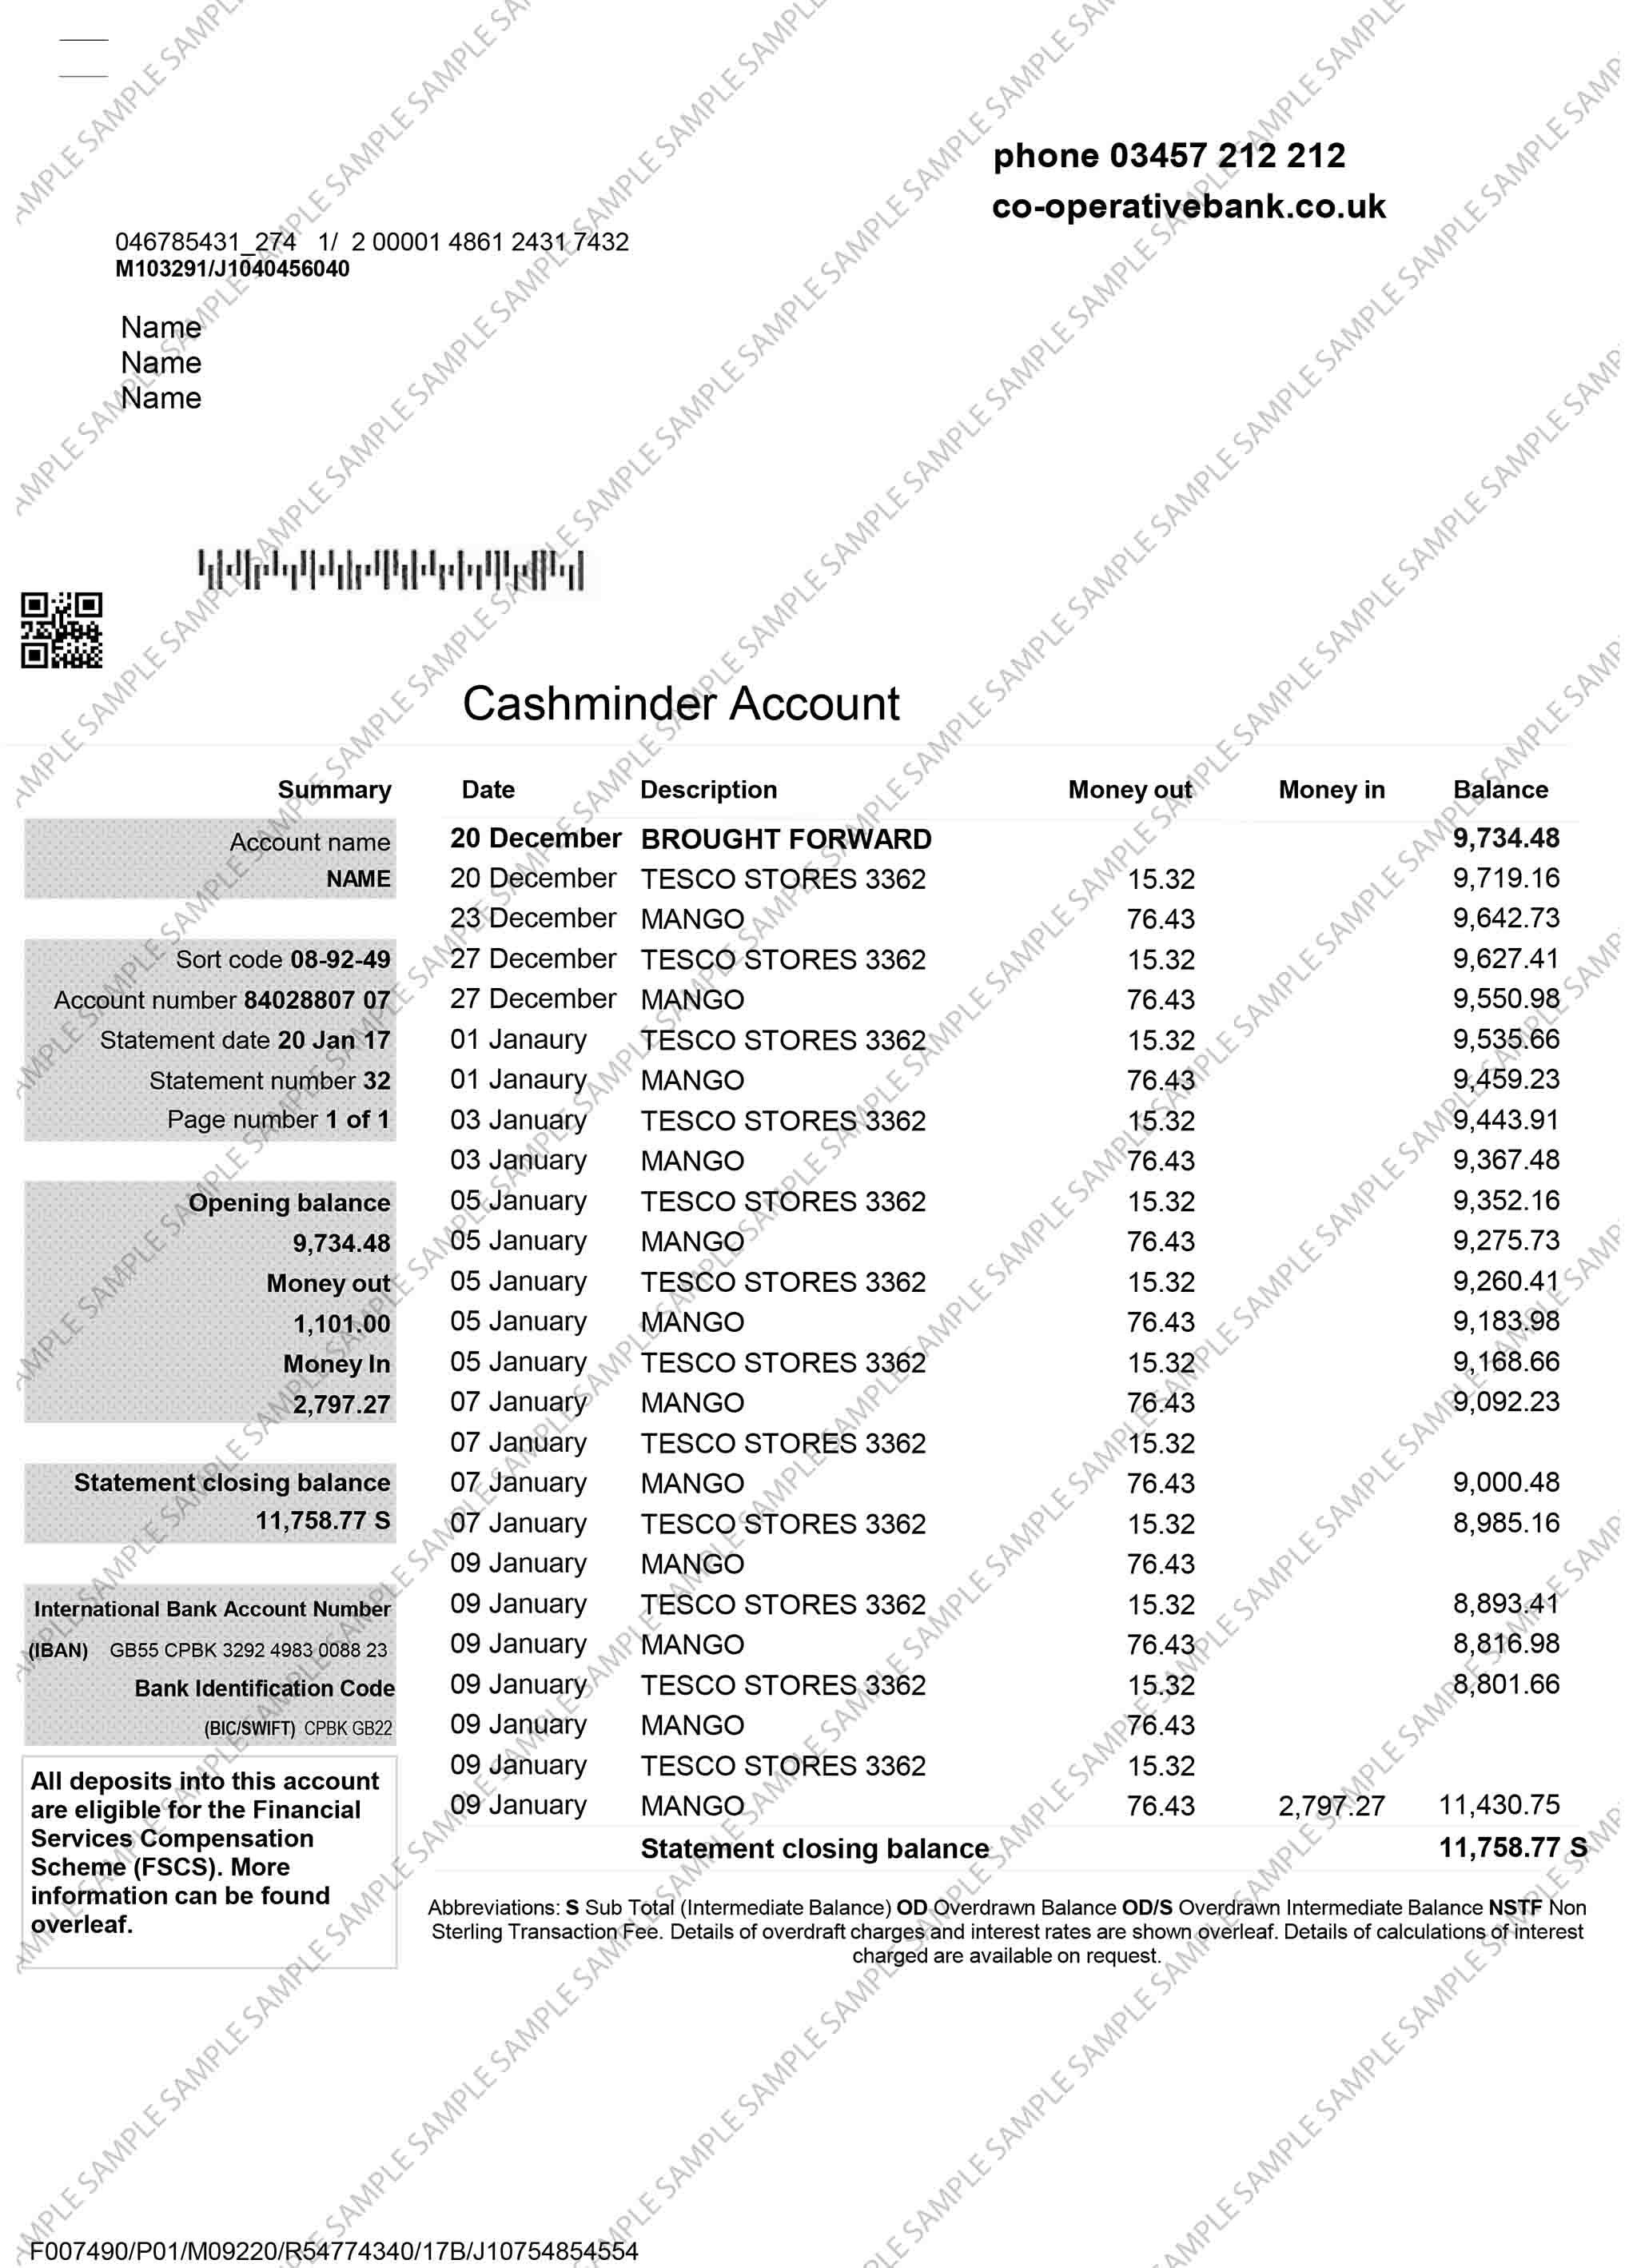 phone 03457 212 212
co-operativebank.co.uk
046785431_274 1/ 2 00001 4861 2431 7432
M103291/J1040456040
Name
Name
Name
Cashminder Account
Summary
Account name
NAME
Sort code 08-92-49
Account number 84028807 07
Statement date 20 Jan 17
Statement number 32
Page number 1 of 1
Opening balance
9,734.48
Money out
1,101.00
Money In
2,797.27
Statement closing balance
11,758.77 S
International Bank Account Number
(IBAN) GB55 CPBK 3292 4983 0088 23
Bank Identification Code
(BIC/SWIFT) CPBK GB22
All deposits into this account
are eligible for the Financial
Services Compensation
Scheme (FSCS). More
information can be found
overleaf.
Date Description Money out Money in Balance
20 December BROUGHT FORWARD 9,734.48
20 December TESCO STORES 3362 15.32 9,719.16
23 December MANGO 76.43 9,642.73
27 December TESCO STORES 3362 15.32 9,627.41
27 December MANGO 76.43 9,550.98
01 Janaury TESCO STORES 3362 15.32 9,535.66
01 Janaury MANGO 76.43 9,459.23
03 January TESCO STORES 3362 15.32 9,443.91
03 January MANGO 76.43 9,367.48
05 January TESCO STORES 3362 15.32 9,352.16
05 January MANGO 76.43 9,275.73
05 January TESCO STORES 3362 15.32 9,260.41
05 January MANGO 76.43 9,183.98
05 January TESCO STORES 3362 15.32 9,168.66
07 January MANGO 76.43 9,092.23
07 January TESCO STORES 3362 15.32
07 January MANGO 76.43 9,000.48
07 January TESCO STORES 3362 15.32 8,985.16
09 January MANGO 76.43
09 January TESCO STORES 3362 15.32 8,893.41
09 January MANGO 76.43 8,816.98
09 January TESCO STORES 3362 15.32 8,801.66
09 January MANGO 76.43
09 January TESCO STORES 3362 15.32
09 January MANGO 76.43 2,797.27 11,430.75
Statement closing balance 11,758.77 S
Abbreviations: S Sub Total (Intermediate Balance) OD Overdrawn Balance OD/S Overdrawn Intermediate Balance NSTF Non
Sterling Transaction Fee. Details of overdraft charges and interest rates are shown overleaf. Details of calculations of interest
charged are available on request.
F007490/P01/M09220/R54774340/17B/J10754854554
SAMPLE SAMPLE SAMPLE SAMPLE